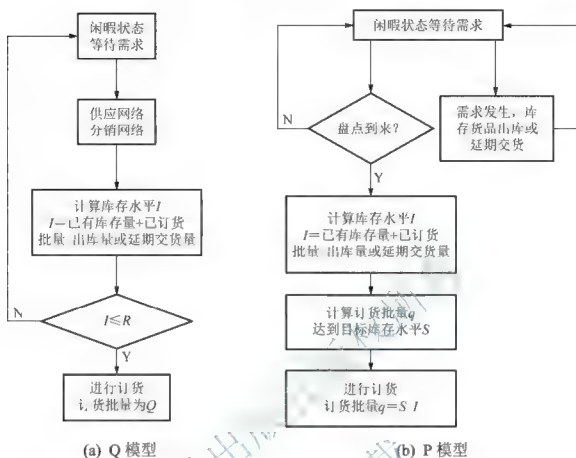 闲暇状态
等待需求
供应网络
分销网络
计算库存水平I
I=已有库存量+已订货
批量-出库量或延期交货量
N
I≤R
Y
进行订货
订货批量为Q
(a) Q 模型
闲暇状态等待需求
N
盘点到来?
需求发生,库
存货品出库或
延期交货
Y
计算库存水平I
I=已有库存量+已订货
批量 出库量或延期交货量
计算订货批量q
达到目标库存水平S
进行订货
订货批量q=S I
(b) P 模型